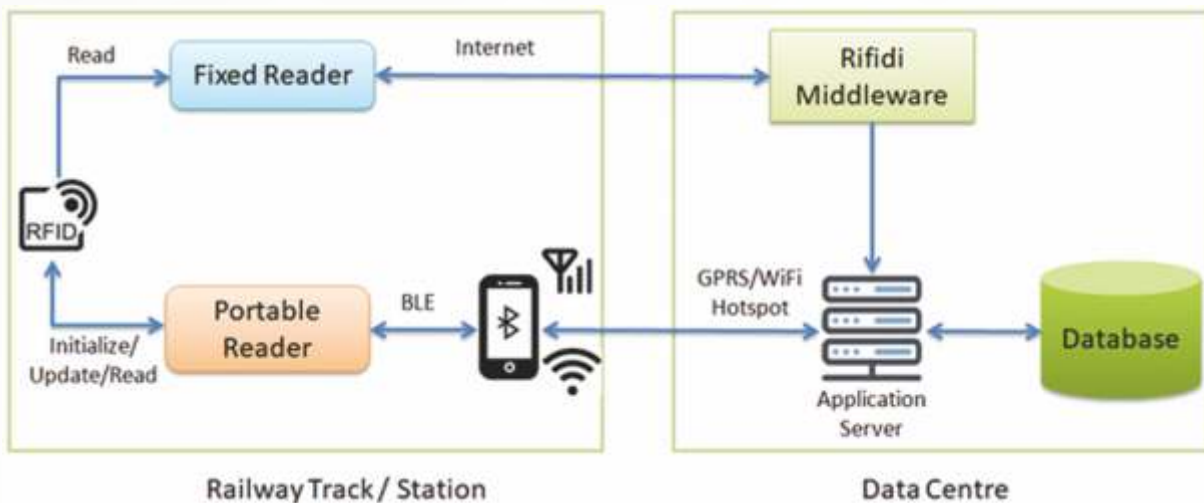 Read
Fixed Reader
Internet
Rifidi
Middleware
RFID
Initialize/
Update/Read
Portable
Reader
BLE
GPRS/WiFi
Hotspot
Application
Server
Database
Railway Track / Station
Data Centre